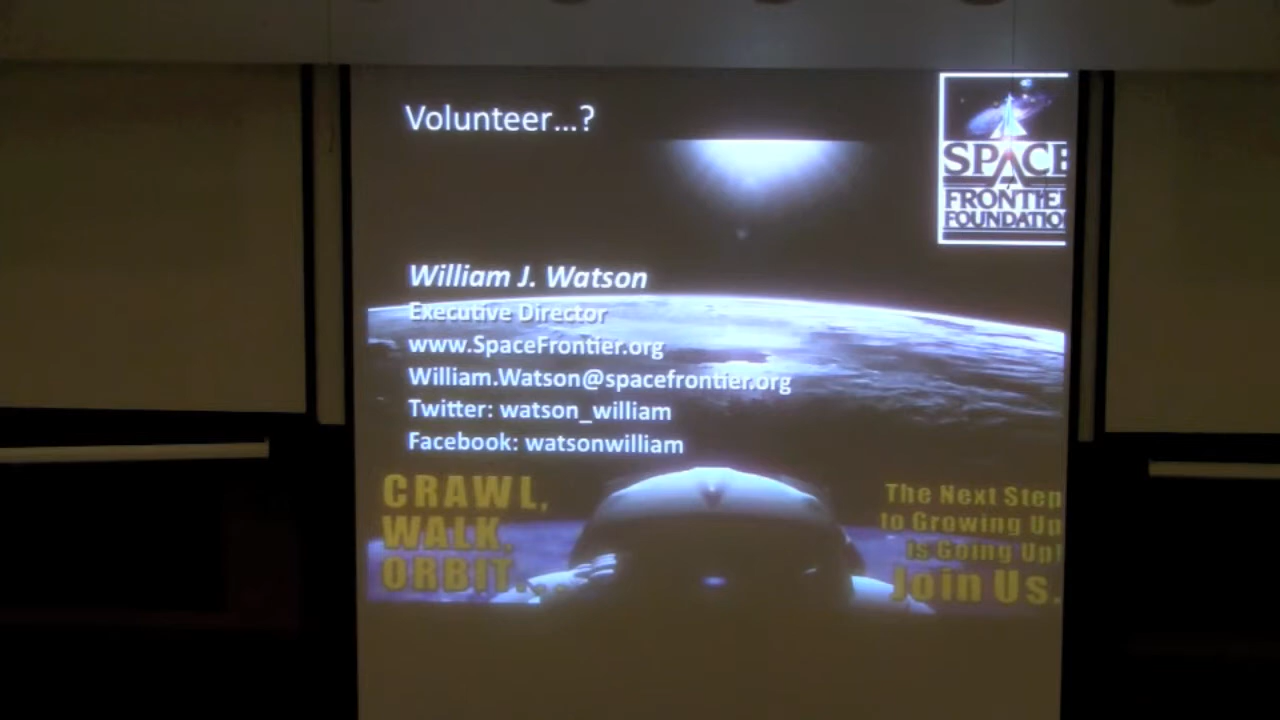 Volunteer...?
SPACE
FRONTIER
FOUNDATIO
William J. Watson
Executive Director
www.SpaceFrontier.org
William.Watson@spacefrontier.org
Twitter: watson_william
Facebook: watsonwilliam
CRAWL,
WALK,
ORBIT...
The Next Step
to Growing Up
Is Going Up!
Join Us.